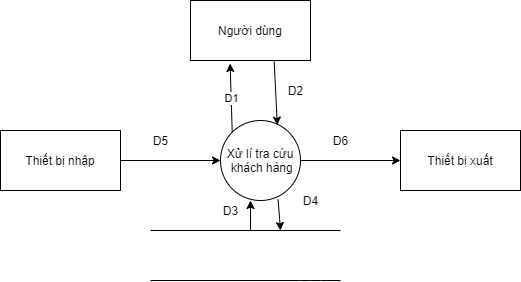 Người dùng
D1
D2
D5
D6
Thiết bị nhập
Xử lí tra cứu
khách hàng
Thiết bị xuất
D3
D4